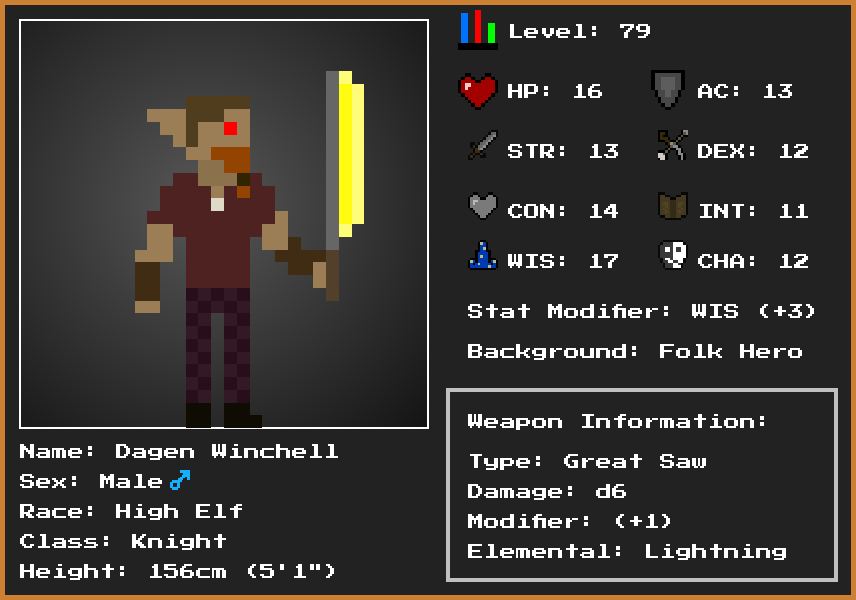 Level: 79
HP: 16
AC: 13
STR: 13
DEX: 12
CON: 14
INT: 11
WIS: 17
CHA: 12
Stat Modifier: WIS (+3)
Background: Folk Hero
Name: Dagen Winchell
Sex: Male♂
Race: High Elf
Class: Knight
Height: 156cm (5'1")
Weapon Information:
Type: Great Saw
Damage: d6
Modifier: (+1)
Elemental: Lightning